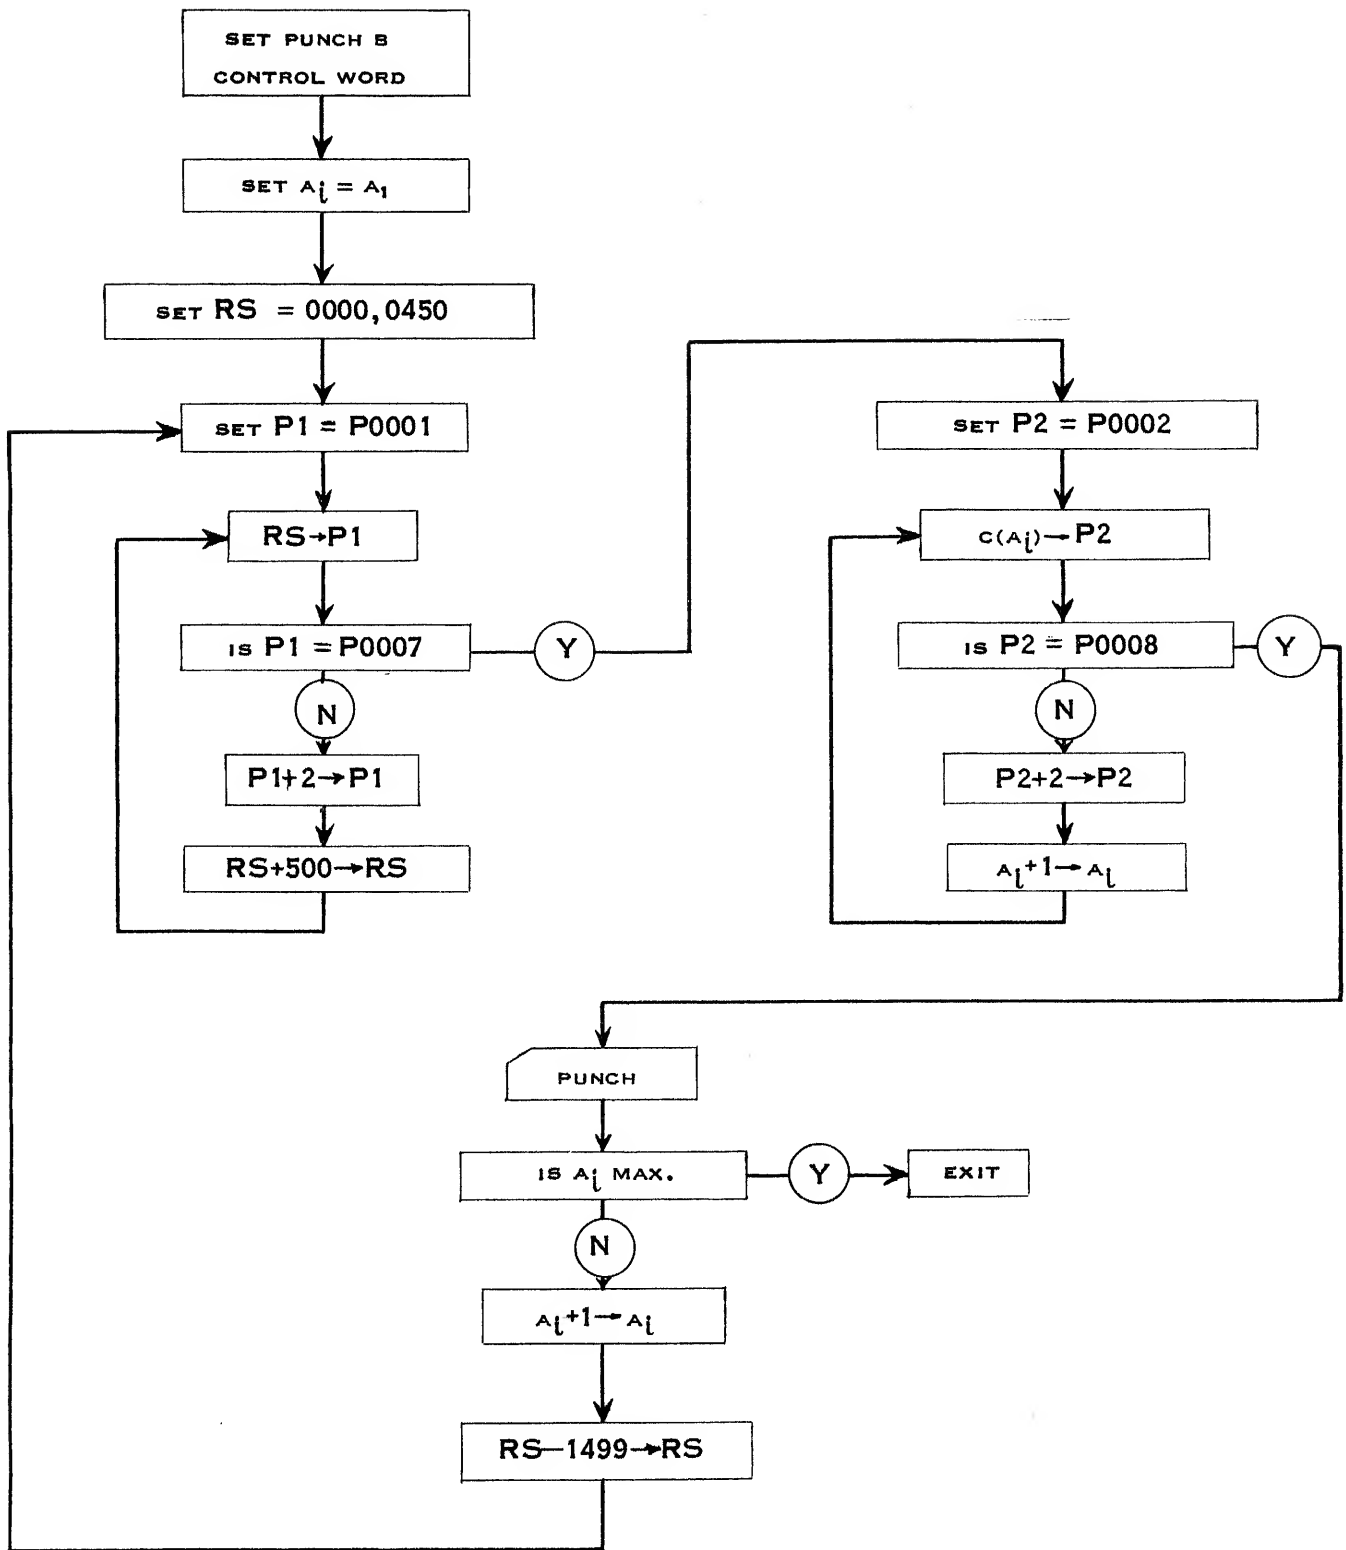 SET PUNCH B
CONTROL WORD
SET Ai = A1
SET RS = 0000,0450
SET P1 = P0001
RS→P1
IS P1 = P0007
Y
N
P1+2→P1
RS+500→RS
SET P2 = P0002
C(Ai)→P2
IS P2 = P0008
Y
N
P2+2→P2
Ai+1→Ai
PUNCH
IS Ai MAX.
Y
EXIT
N
Ai+1→Ai
RS—1499→RS